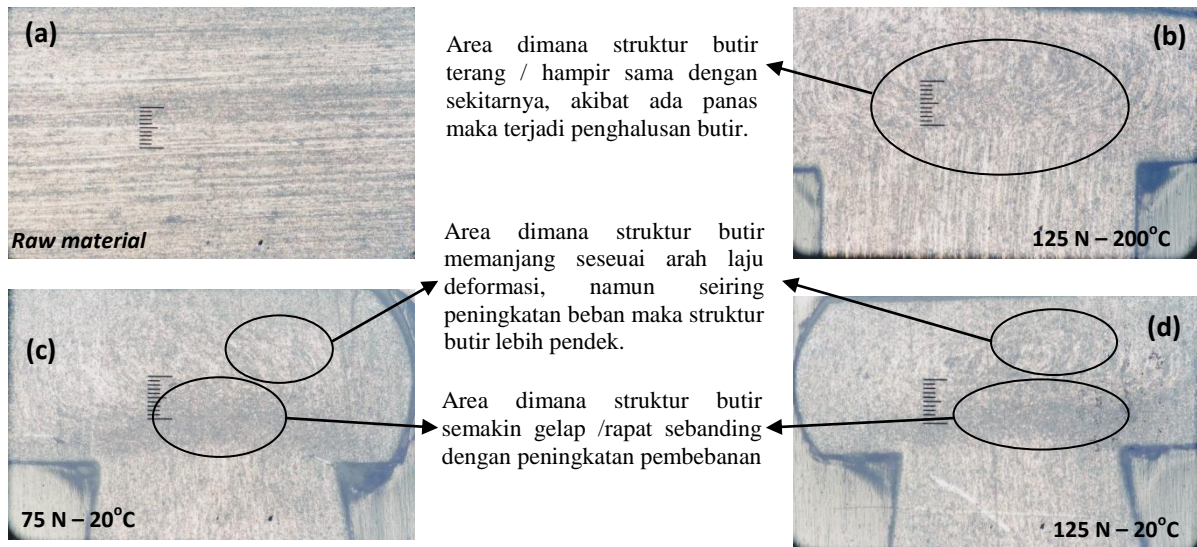 (a)
Raw material
Area dimana struktur butir
terang / hampir sama dengan
sekitarnya, akibat ada panas
maka terjadi penghalusan butir.
(b)
125 N – 200°C
Area dimana struktur butir
memanjang seseuai arah laju
deformasi, namun seiring
peningkatan beban maka struktur
butir lebih pendek.
(c)
75 N – 20°C
Area dimana struktur butir
semakin gelap /rapat sebanding
dengan peningkatan pembebanan
(d)
125 N – 20°C